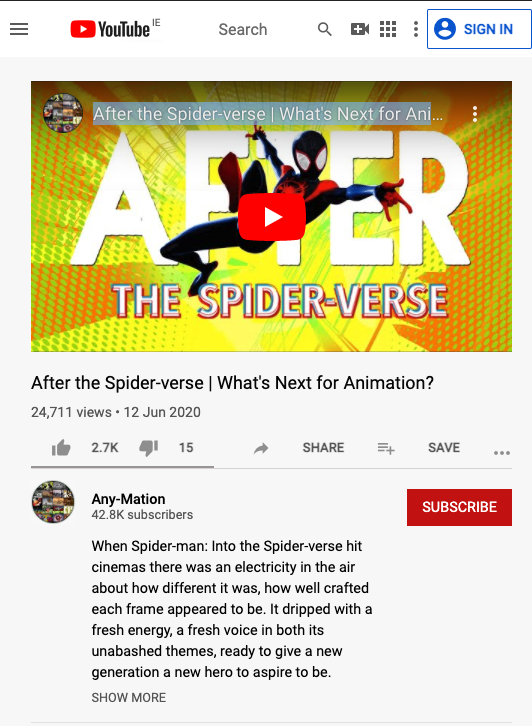 YouTube IE
Search
SIGN IN
After the Spider-verse | What's Next for Ani...
AFTER
THE SPIDER-VERSE
After the Spider-verse | What's Next for Animation?
24,711 views • 12 Jun 2020
2.7K 15 SHARE SAVE
Any-Mation
42.8K subscribers
SUBSCRIBE
When Spider-man: Into the Spider-verse hit
cinemas there was an electricity in the air
about how different it was, how well crafted
each frame appeared to be. It dripped with a
fresh energy, a fresh voice in both its
unabashed themes, ready to give a new
generation a new hero to aspire to be.
SHOW MORE